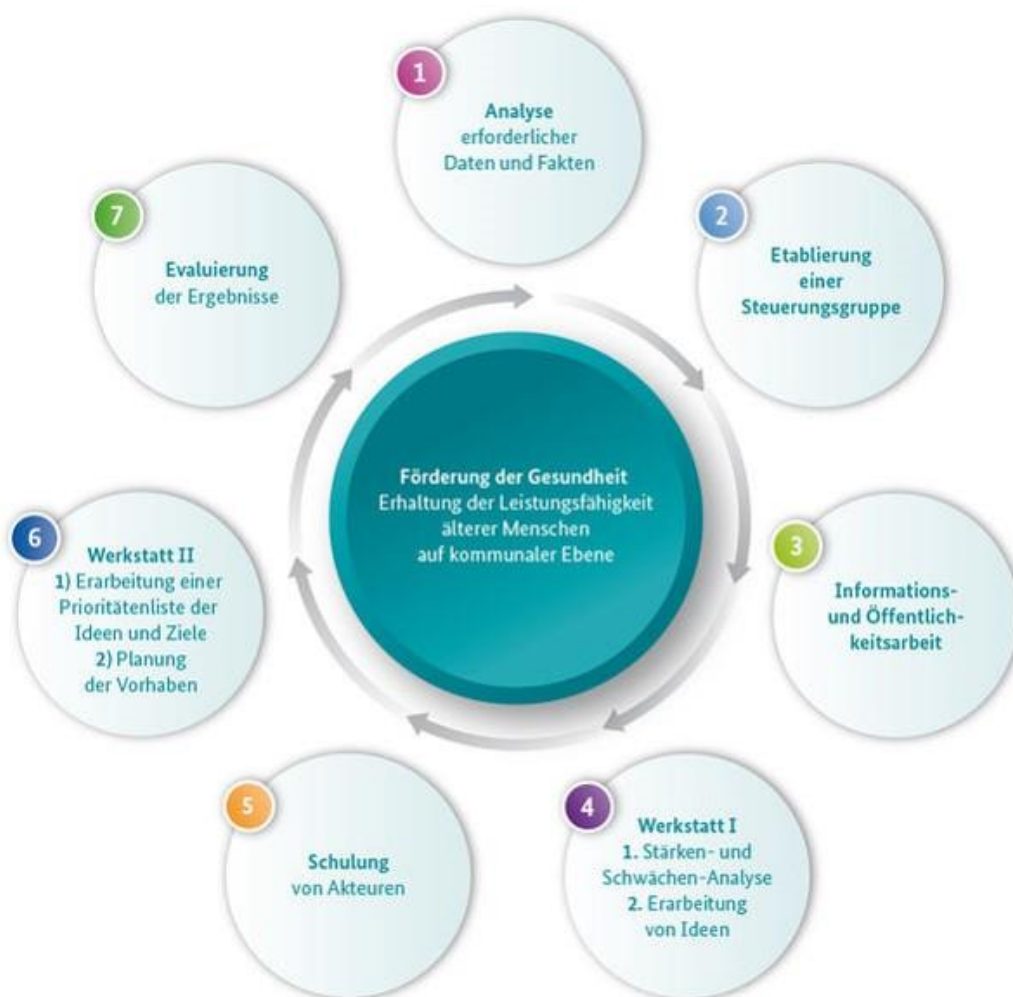 1
Analyse
erforderlicher
Daten und Fakten
2
Etablierung
einer
Steuerungsgruppe
3
Informations-
und Öffentlich-
keitsarbeit
4
Werkstatt I
1. Stärken- und
Schwächen-Analyse
2. Erarbeitung
von Ideen
5
Schulung
von Akteuren
6
Werkstatt II
1) Erarbeitung einer
Prioritätenliste der
Ideen und Ziele
2) Planung
der Vorhaben
7
Evaluierung
der Ergebnisse
Förderung der Gesundheit
Erhaltung der Leistungsfähigkeit
älterer Menschen
auf kommunaler Ebene